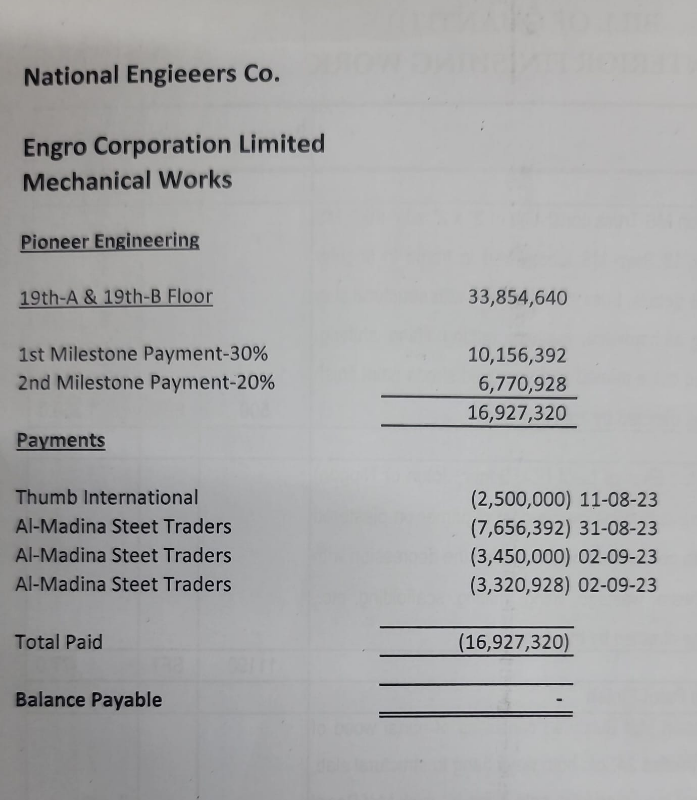 National Engieeers Co.
Engro Corporation Limited
Mechanical Works
Pioneer Engineering
19th-A & 19th-B Floor 33,854,640
1st Milestone Payment-30% 10,156,392
2nd Milestone Payment-20% 6,770,928
16,927,320
Payments
Thumb International (2,500,000) 11-08-23
Al-Madina Steet Traders (7,656,392) 31-08-23
Al-Madina Steet Traders (3,450,000) 02-09-23
Al-Madina Steet Traders (3,320,928) 02-09-23
Total Paid (16,927,320)
Balance Payable -